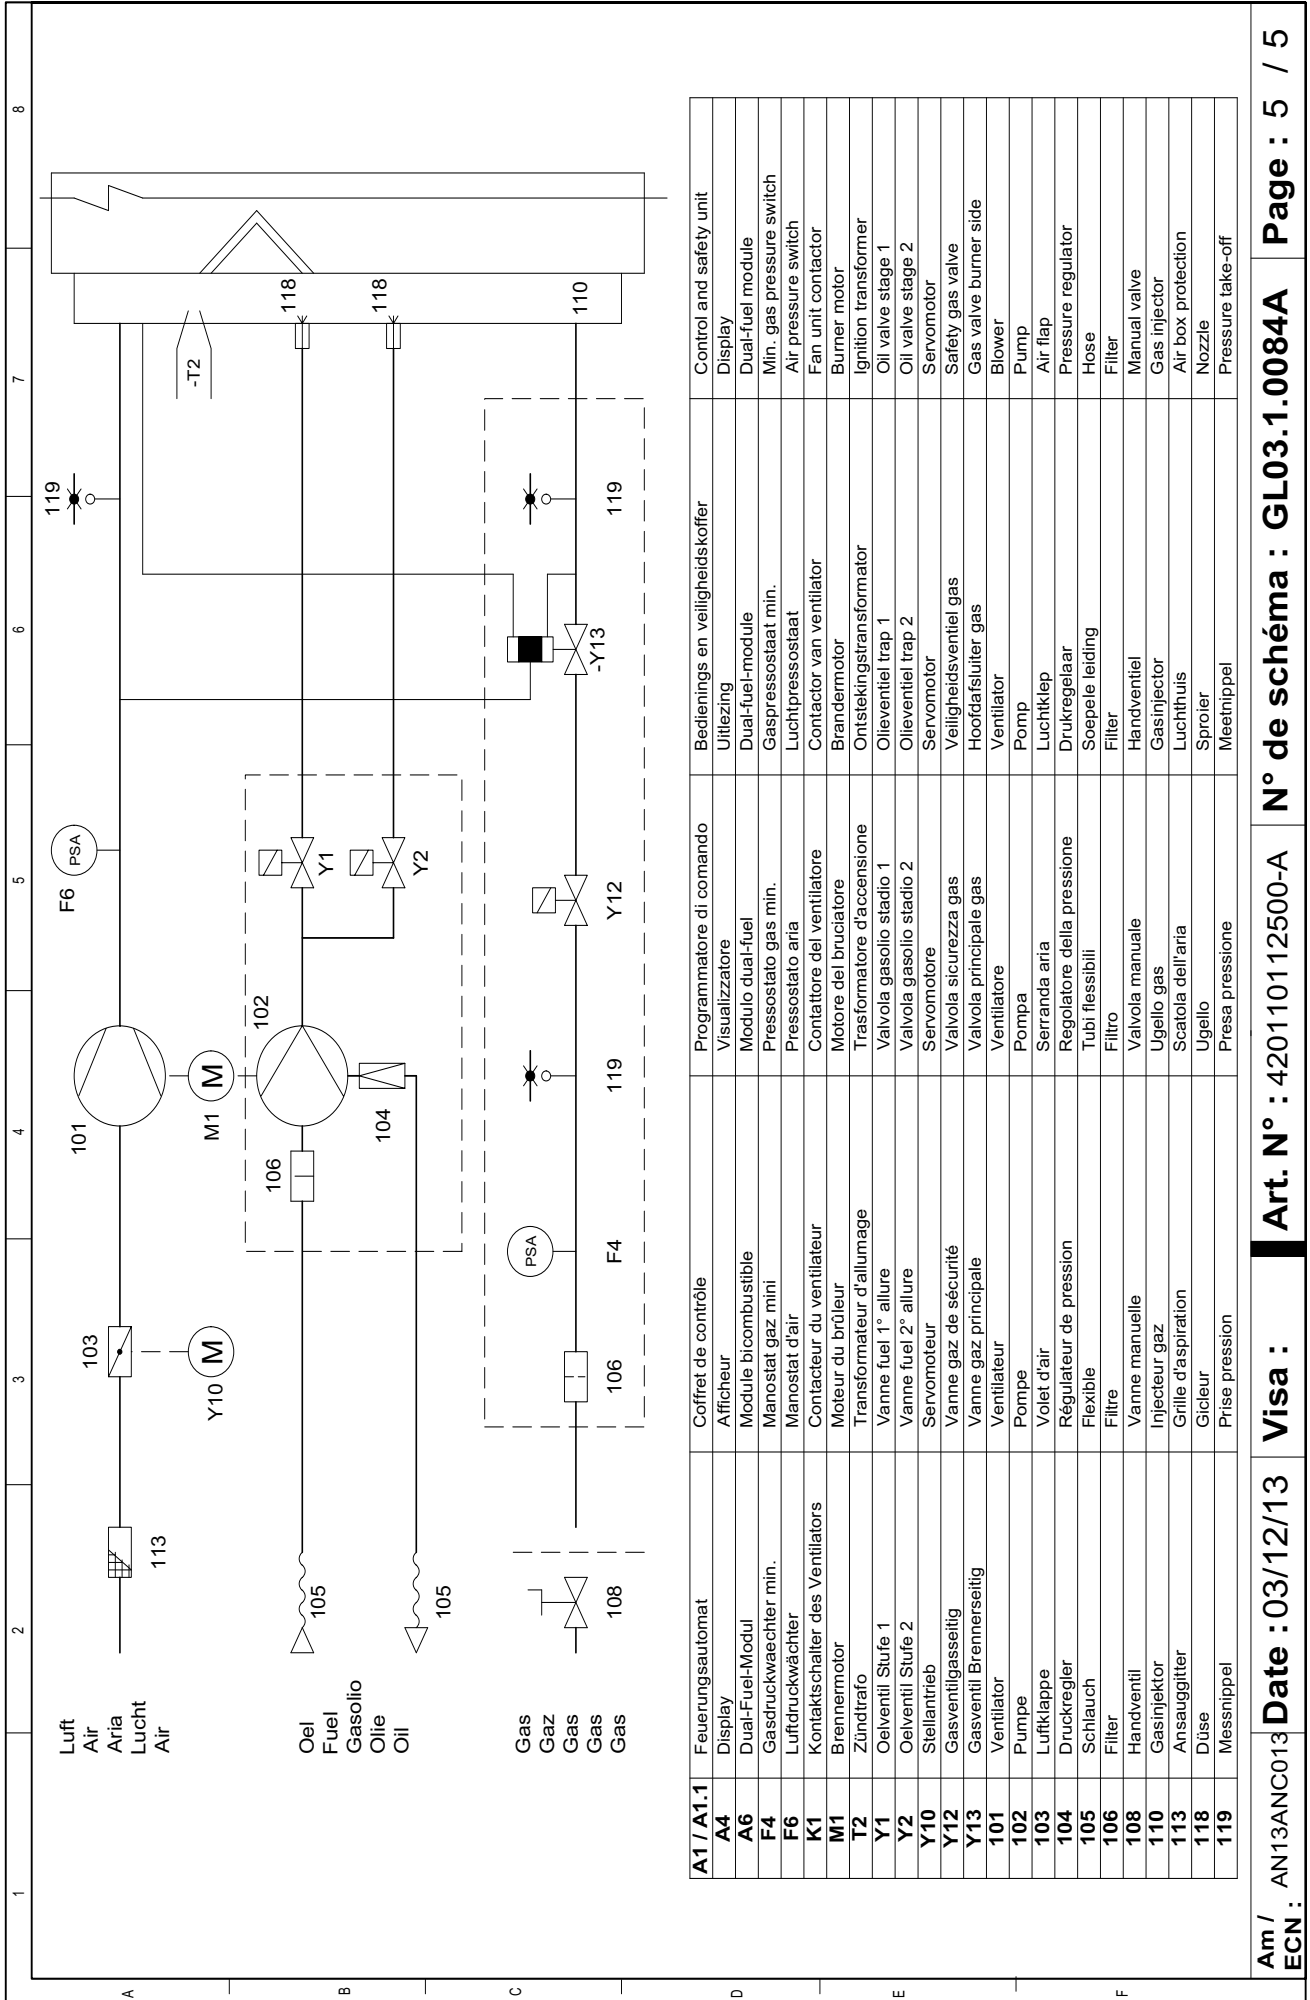 1 2 3 4 5 6 7 8
A
B
C
D
E
F
Luft
Air
Aria
Lucht
Air
113
103
Y10
M
101
M1
M
F6
PSA
119
-T2
Oel
Fuel
Gasolio
Olie
Oil
105
105
106
102
104
Y1
Y2
118
118
Gas
Gaz
Gas
Gas
Gas
108
106
PSA
F4
119
Y12
-Y13
119
110
A1 / A1.1 Feuerungsautomat Coffret de contrôle Programmatore di comando Bedienings en veiligheidskoffer Control and safety unit
A4 Display Afficheur Visualizzatore Uitlezing Display
A6 Dual-Fuel-Modul Module bicombustible Modulo dual-fuel Dual-fuel-module Dual-fuel module
F4 Gasdruckwaechter min. Manostat gaz mini Pressostato gas min. Gaspressostaat min. Min. gas pressure switch
F6 Luftdruckwächter Manostat d'air Pressostato aria Luchtpressostaat Air pressure switch
K1 Kontaktschalter des Ventilators Contacteur du ventilateur Contattore del ventilatore Contactor van ventilator Fan unit contactor
M1 Brennermotor Moteur du brûleur Motore del bruciatore Brandermotor Burner motor
T2 Zündtrafo Transformateur d'allumage Trasformatore d'accensione Ontstekingstransformator Ignition transformer
Y1 Oelventil Stufe 1 Vanne fuel 1° allure Valvola gasolio stadio 1 Olieventiel trap 1 Oil valve stage 1
Y2 Oelventil Stufe 2 Vanne fuel 2° allure Valvola gasolio stadio 2 Olieventiel trap 2 Oil valve stage 2
Y10 Stellantrieb Servomoteur Servomotore Servomotor Servomotor
Y12 Gasventilgasseitig Vanne gaz de sécurité Valvola sicurezza gas Veiligheidsventiel gas Safety gas valve
Y13 Gasventil Brennerseitig Vanne gaz principale Valvola principale gas Hoofdafsluiter gas Gas valve burner side
101 Ventilator Ventilateur Ventilatore Ventilator Blower
102 Pumpe Pompe Pompa Pomp Pump
103 Luftklappe Volet d'air Serranda aria Luchtklep Air flap
104 Druckregler Régulateur de pression Regolatore della pressione Drukregelaar Pressure regulator
105 Schlauch Flexible Tubi flessibili Soepele leiding Hose
106 Filter Filtre Filtro Filter Filter
108 Handventil Vanne manuelle Valvola manuale Handventiel Manual valve
110 Gasinjektor Injecteur gaz Ugello gas Gasinjector Gas injector
113 Ansauggitter Grille d'aspiration Scatola dell'aria Luchthuis Air box protection
118 Düse Gicleur Ugello Sproier Nozzle
119 Messnippel Prise pression Presa pressione Meetnippel Pressure take-off
Am / ECN : AN13ANC013 Date : 03/12/13 Visa : Art. N° : 420110112500-A N° de schéma : GL03.1.0084A Page : 5 / 5